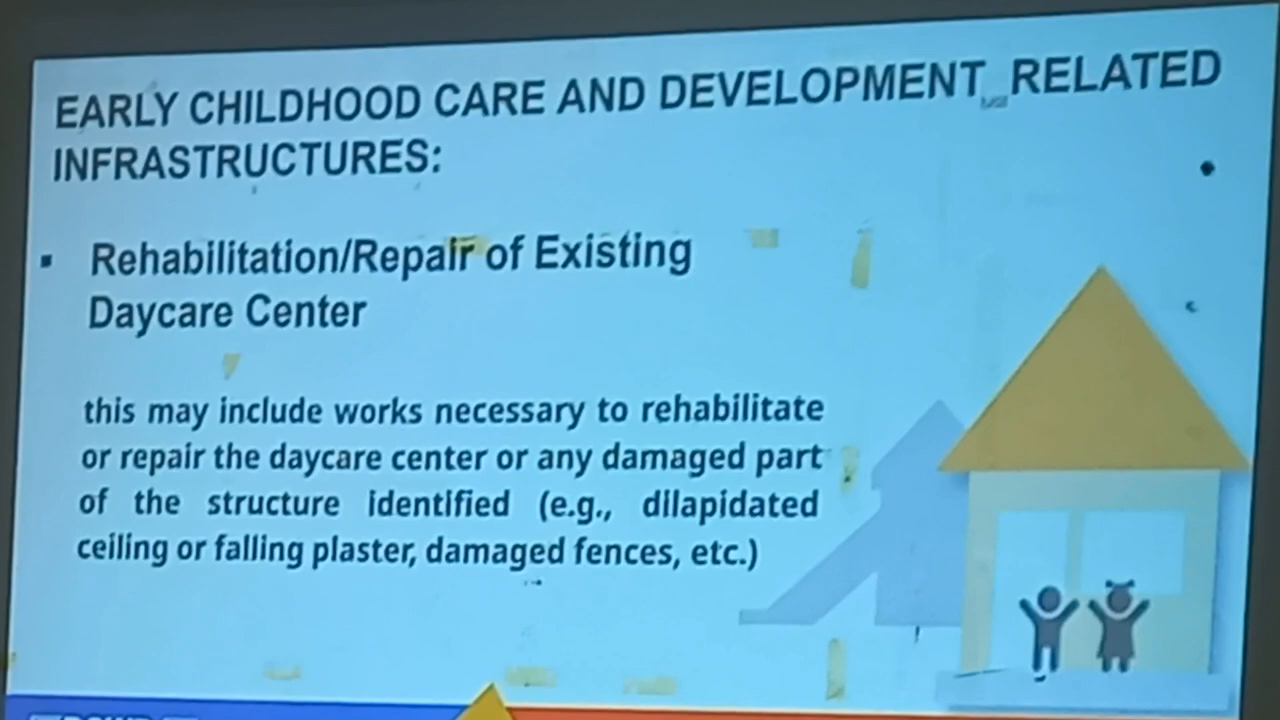 EARLY CHILDHOOD CARE AND DEVELOPMENT RELATED
INFRASTRUCTURES:
▪ Rehabilitation/Repair of Existing
Daycare Center
this may include works necessary to rehabilitate
or repair the daycare center or any damaged part
of the structure identified (e.g., dilapidated
ceiling or falling plaster, damaged fences, etc.)